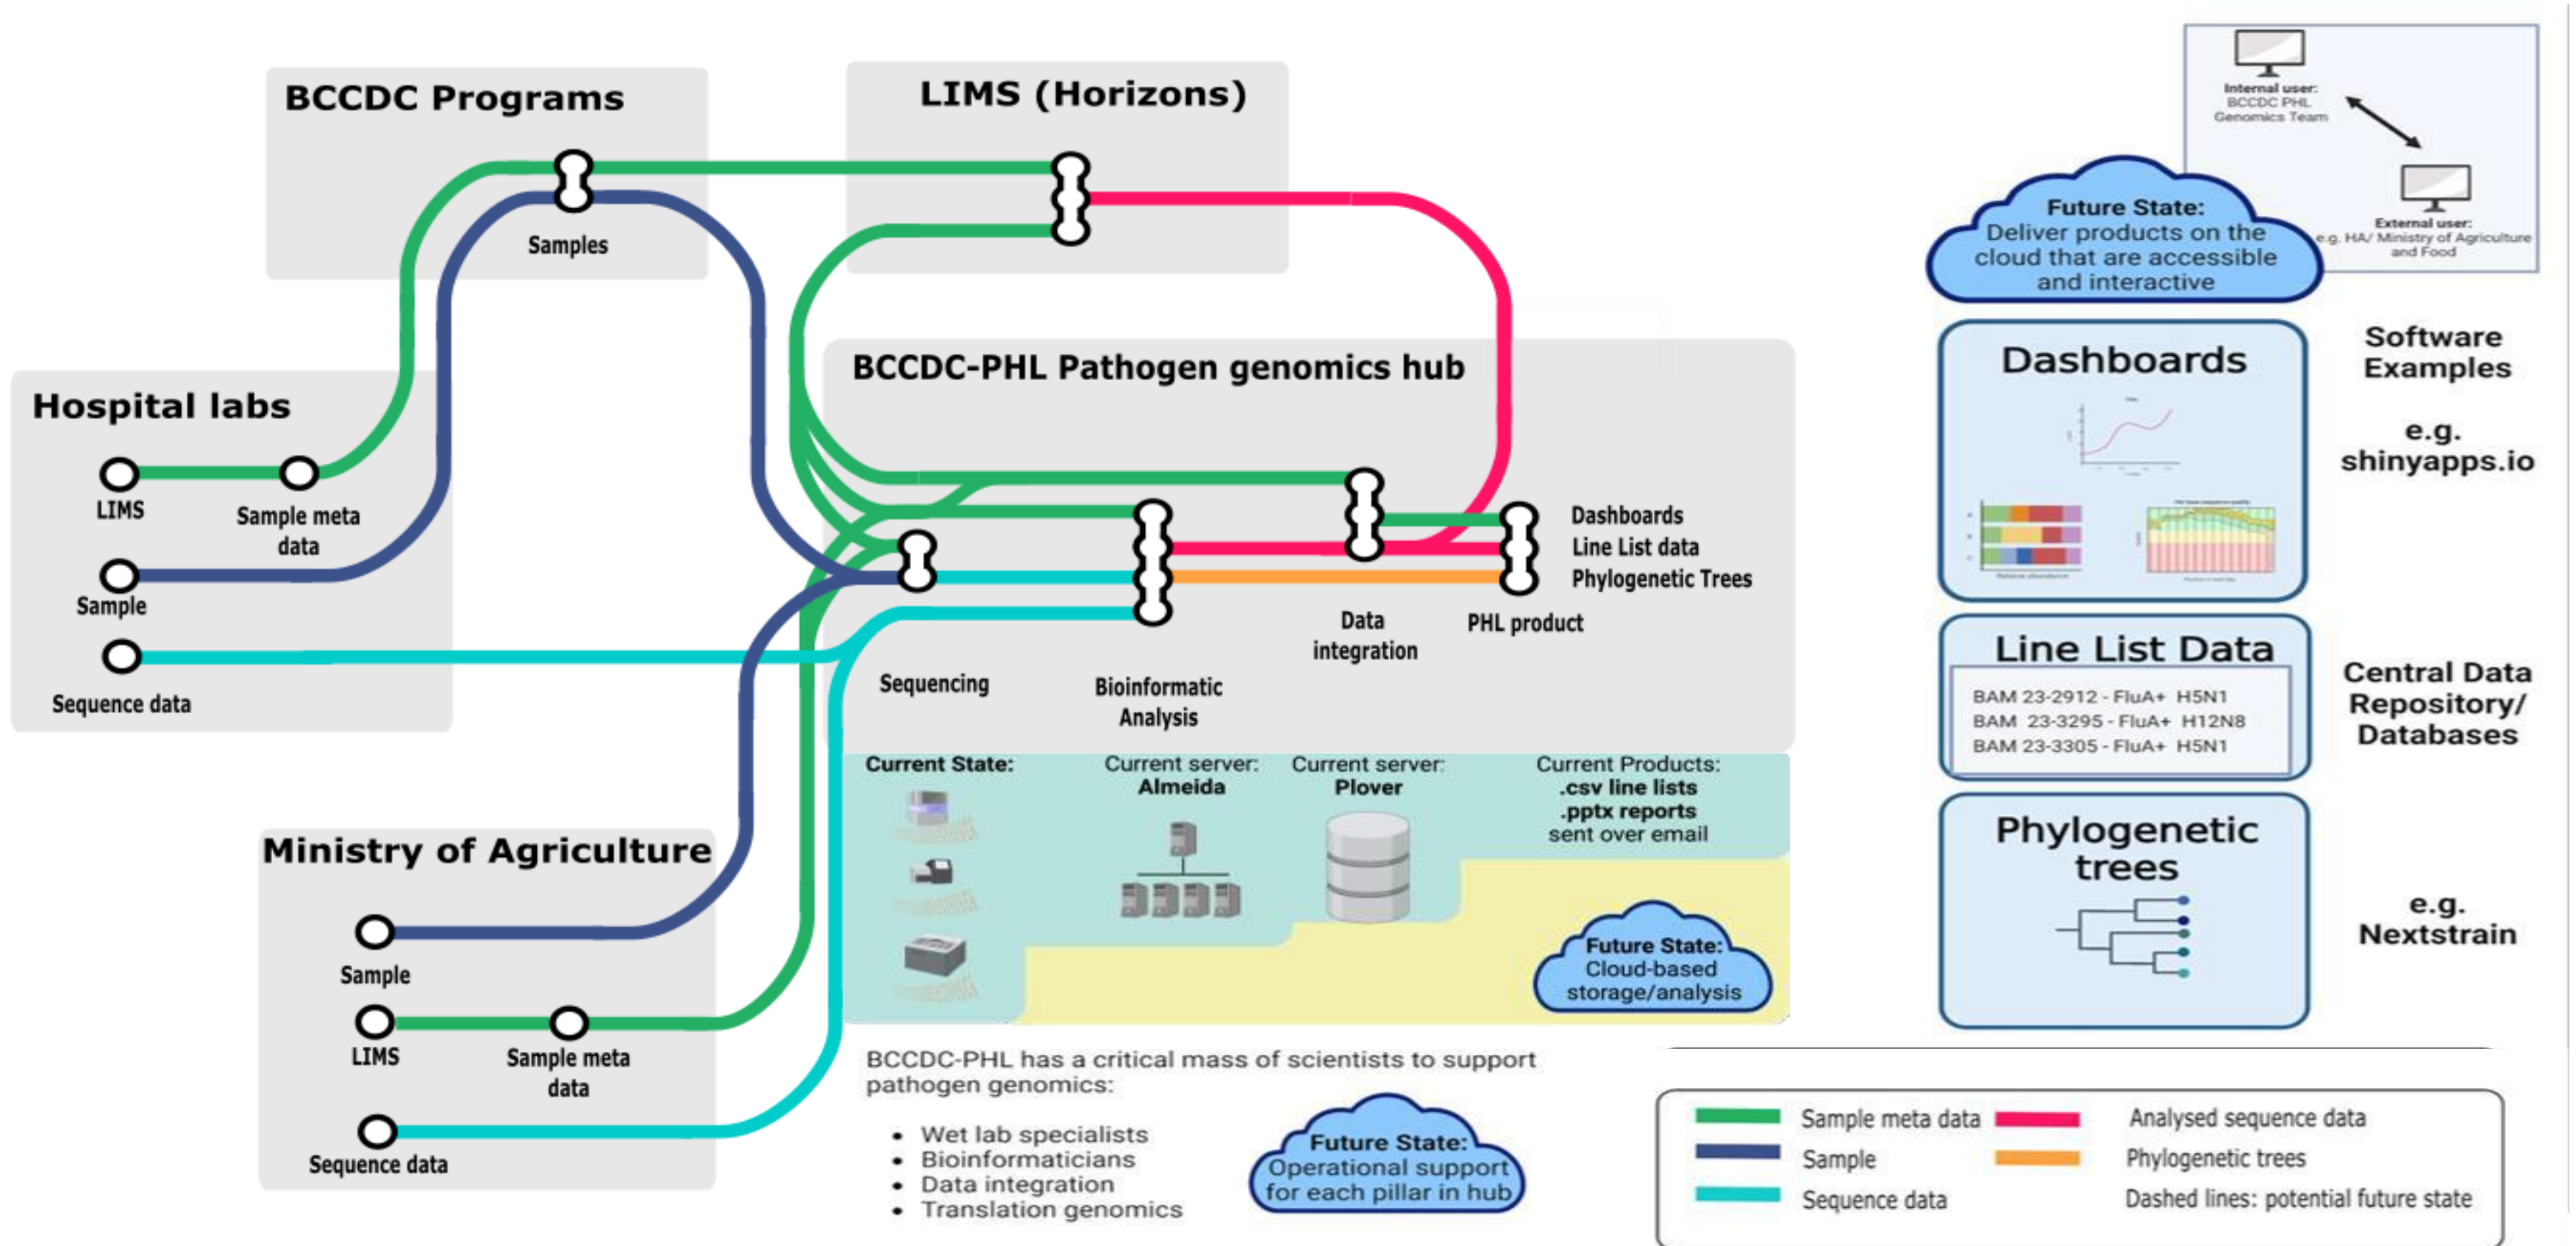 BCCDC Programs
Samples
LIMS (Horizons)
Hospital labs
LIMS
Sample meta
data
Sample
Sequence data
BCCDC-PHL Pathogen genomics hub
Dashboards
Line List data
Phylogenetic Trees
Data
integration
PHL product
Sequencing
Bioinformatic
Analysis
Ministry of Agriculture
Sample
LIMS
Sample meta
data
Sequence data
Current State:
Current server:
Almeida
Current server:
Plover
Current Products:
.csv line lists
.pptx reports
sent over email
Future State:
Cloud-based
storage/analysis
BCCDC-PHL has a critical mass of scientists to support
pathogen genomics:
• Wet lab specialists
• Bioinformaticians
• Data integration
• Translation genomics
Future State:
Operational support
for each pillar in hub
Internal user:
BCCDC PHL
Genomics Team
External user:
e.g. HA/ Ministry of Agriculture
and Food
Future State:
Deliver products on the
cloud that are accessible
and interactive
Dashboards
Relative abundance
Software
Examples
e.g.
shinyapps.io
Line List Data
BAM 23-2912 - FluA+ H5N1
BAM 23-3295 - FluA+ H12N8
BAM 23-3305 - FluA+ H5N1
Central Data
Repository/
Databases
Phylogenetic
trees
e.g.
Nextstrain
Sample meta data
Analysed sequence data
Sample
Phylogenetic trees
Sequence data
Dashed lines: potential future state